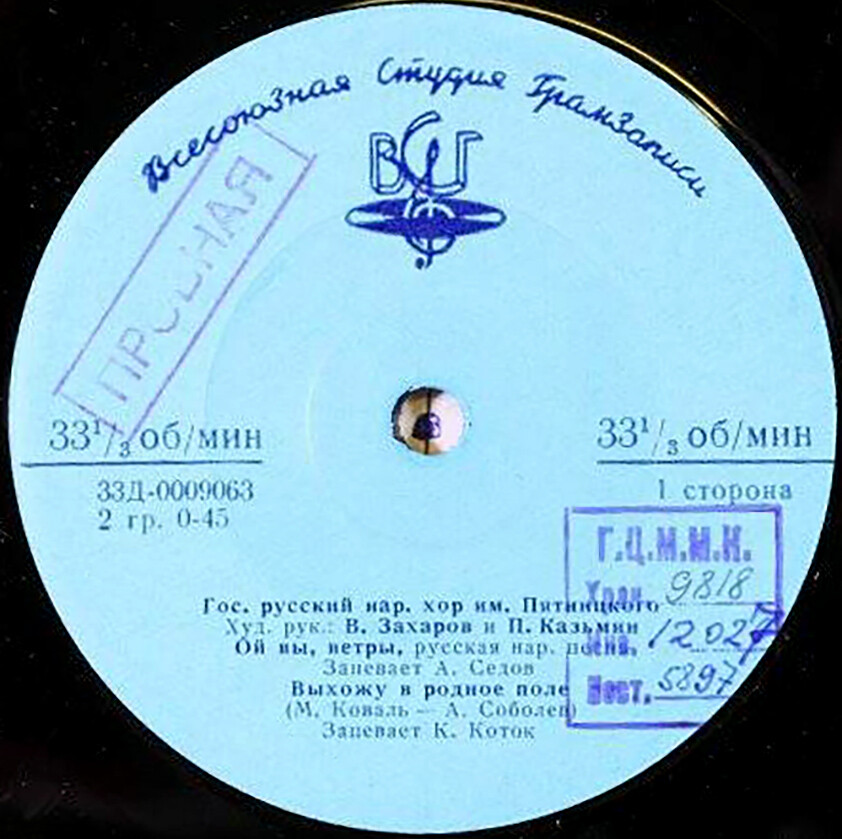 Всесоюзная Студия Грамзаписи
ВСГ
ПРОБНАЯ
33 1/3 об/мин
33 1/3 об/мин
33Д-0009063
1 сторона
2 гр. 0-45
Г.Ц.М.М.К.
Хран. 9818
Гос. русский нар. хор им. Пятницкого
Худ. рук.: В. Захаров и П. Казьмин
Инв. 12027
Ой вы, ветры, русская нар. песня.
Запевает А. Седов
Пост. 5897
Выхожу в родное поле
(М. Коваль — А. Соболев)
Запевает К. Коток